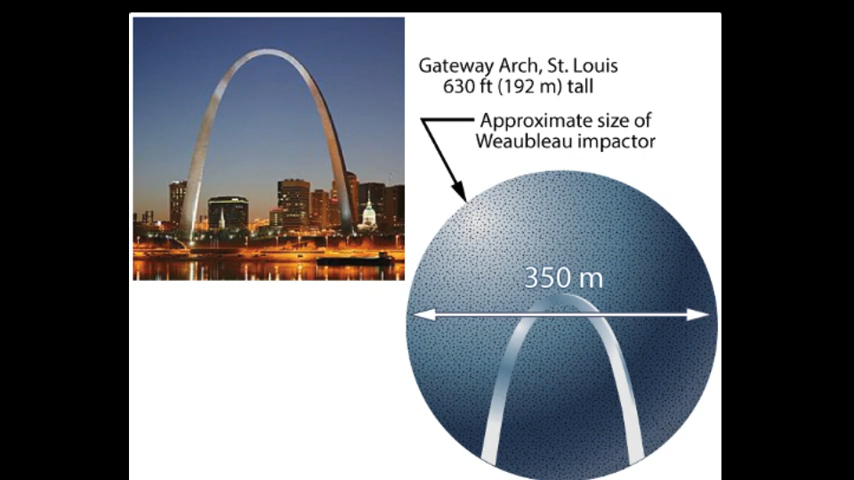 Gateway Arch, St. Louis
630 ft (192 m) tall
Approximate size of
Weaubleau impactor
350 m